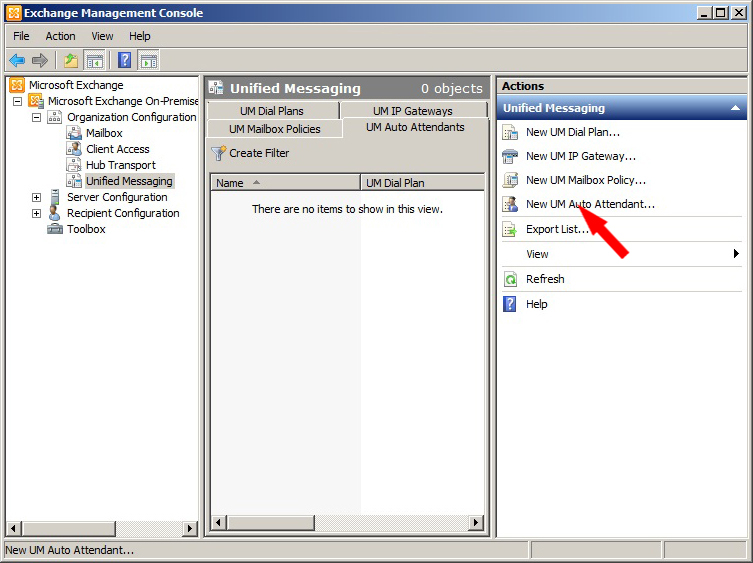 Exchange Management Console
File Action View Help
Microsoft Exchange
Microsoft Exchange On-Premise
Organization Configuration
Mailbox
Client Access
Hub Transport
Unified Messaging
Server Configuration
Recipient Configuration
Toolbox
Unified Messaging 0 objects
UM Dial Plans UM IP Gateways
UM Mailbox Policies UM Auto Attendants
Create Filter
Name UM Dial Plan
There are no items to show in this view.
Actions
Unified Messaging
New UM Dial Plan...
New UM IP Gateway...
New UM Mailbox Policy...
New UM Auto Attendant...
Export List...
View
Refresh
Help
New UM Auto Attendant...